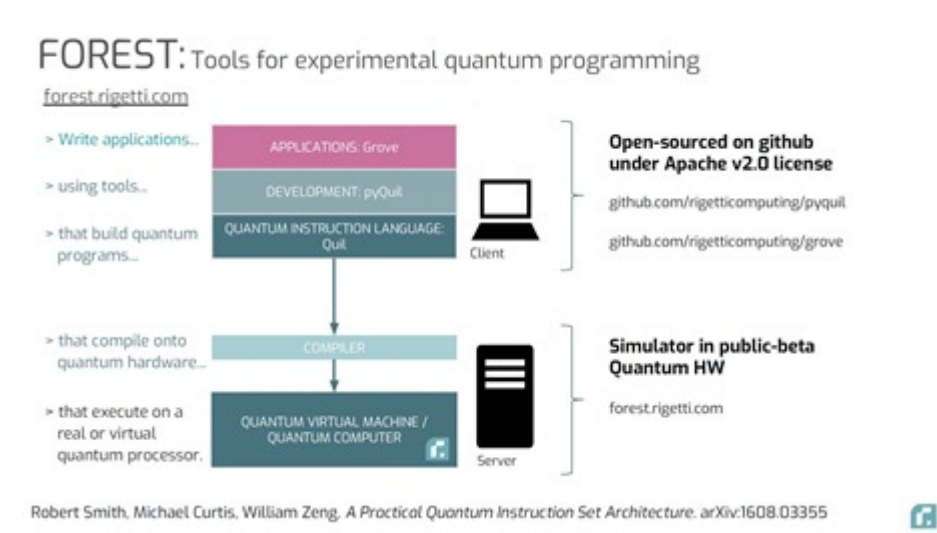 FOREST: Tools for experimental quantum programming
forest.rigetti.com
> Write applications...
> using tools...
> that build quantum
programs...
APPLICATIONS: Grove
DEVELOPMENT: pyQuil
QUANTUM INSTRUCTION LANGUAGE:
Quil
Client
Open-sourced on github
under Apache v2.0 license
github.com/rigetticomputing/pyquil
github.com/rigetticomputing/grove
> that compile onto
quantum hardware...
> that execute on a
real or virtual
quantum processor.
COMPILER
QUANTUM VIRTUAL MACHINE /
QUANTUM COMPUTER
Server
Simulator in public-beta
Quantum HW
forest.rigetti.com
Robert Smith, Michael Curtis, William Zeng. A Practical Quantum Instruction Set Architecture. arXiv:1608.03355